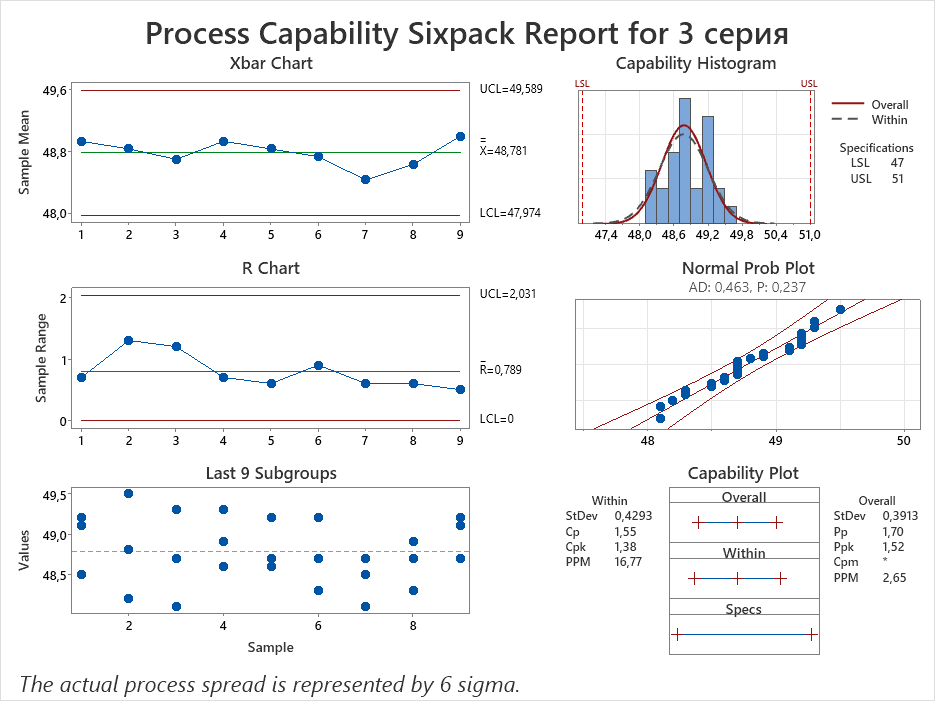 Process Capability Sixpack Report for 3 серия
Xbar Chart
Sample Mean
49,6
48,8
48,0
1 2 3 4 5 6 7 8 9
UCL=49,589
X=48,781
LCL=47,974
Capability Histogram
LSL USL
47,4 48,0 48,6 49,2 49,8 50,4 51,0
Overall
Within
Specifications
LSL 47
USL 51
R Chart
Sample Range
2
1
0
1 2 3 4 5 6 7 8 9
UCL=2,031
R=0,789
LCL=0
Normal Prob Plot
AD: 0,463, P: 0,237
48 49 50
Last 9 Subgroups
Values
49,5
49,0
48,5
2 4 6 8
Sample
Capability Plot
Within
StDev 0,4293
Cp 1,55
Cpk 1,38
PPM 16,77
Overall
Within
Specs
Overall
StDev 0,3913
Pp 1,70
Ppk 1,52
Cpm *
PPM 2,65
The actual process spread is represented by 6 sigma.